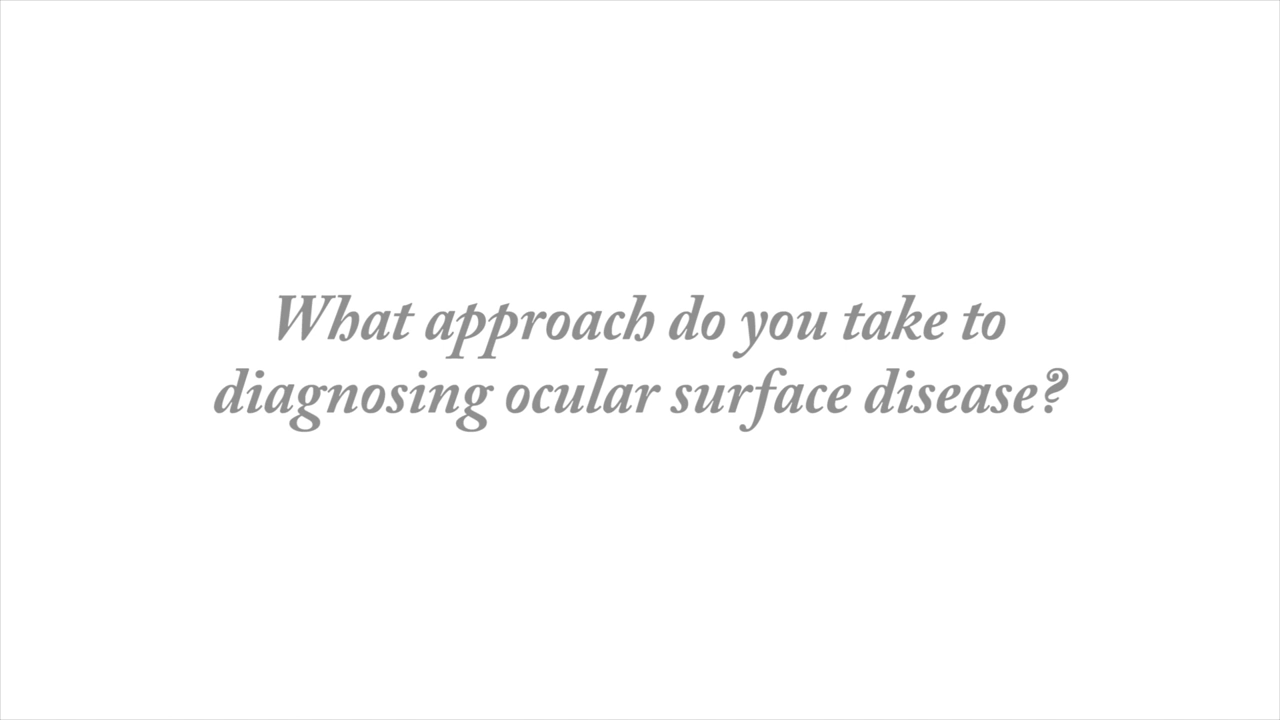 What approach do you take to
diagnosing ocular surface disease?